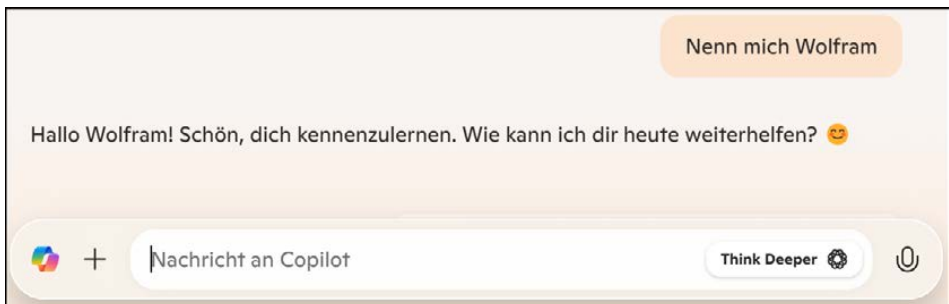 Nenn mich Wolfram
Hallo Wolfram! Schön, dich kennenzulernen. Wie kann ich dir heute weiterhelfen? 😊
Nachricht an Copilot
Think Deeper